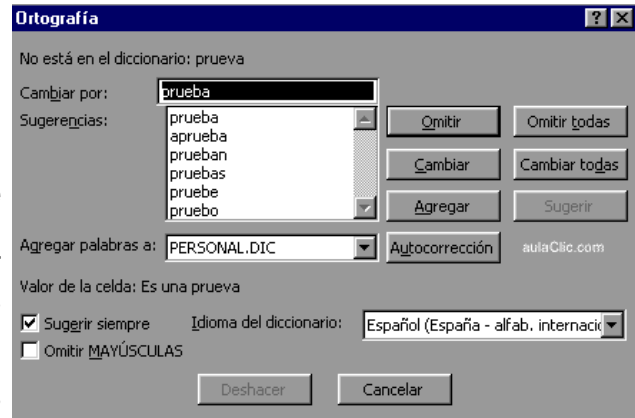 Ortografía
No está en el diccionario: prueva
Cambiar por: prueba
Sugerencias:
prueba
aprueba
prueban
pruebas
pruebe
pruebo
Omitir Omitir todas
Cambiar Cambiar todas
Agregar Sugerir
Agregar palabras a: PERSONAL.DIC Autocorrección aulaClic.com
Valor de la celda: Es una prueva
Sugerir siempre Idioma del diccionario: Español (España - alfab. internacio
Omitir MAYÚSCULAS
Deshacer Cancelar